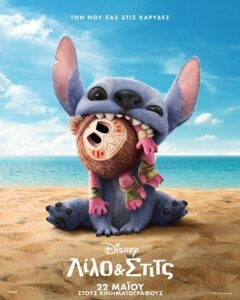 ΤΟΝ ΝΟΥ ΣΑΣ ΣΤΙΣ ΚΑΡΥΔΕΣ
Disney
Λίλο & Στιτς
22 ΜΑΪΟΥ
ΣΤΟΥΣ ΚΙΝΗΜΑΤΟΓΡΑΦΟΥΣ